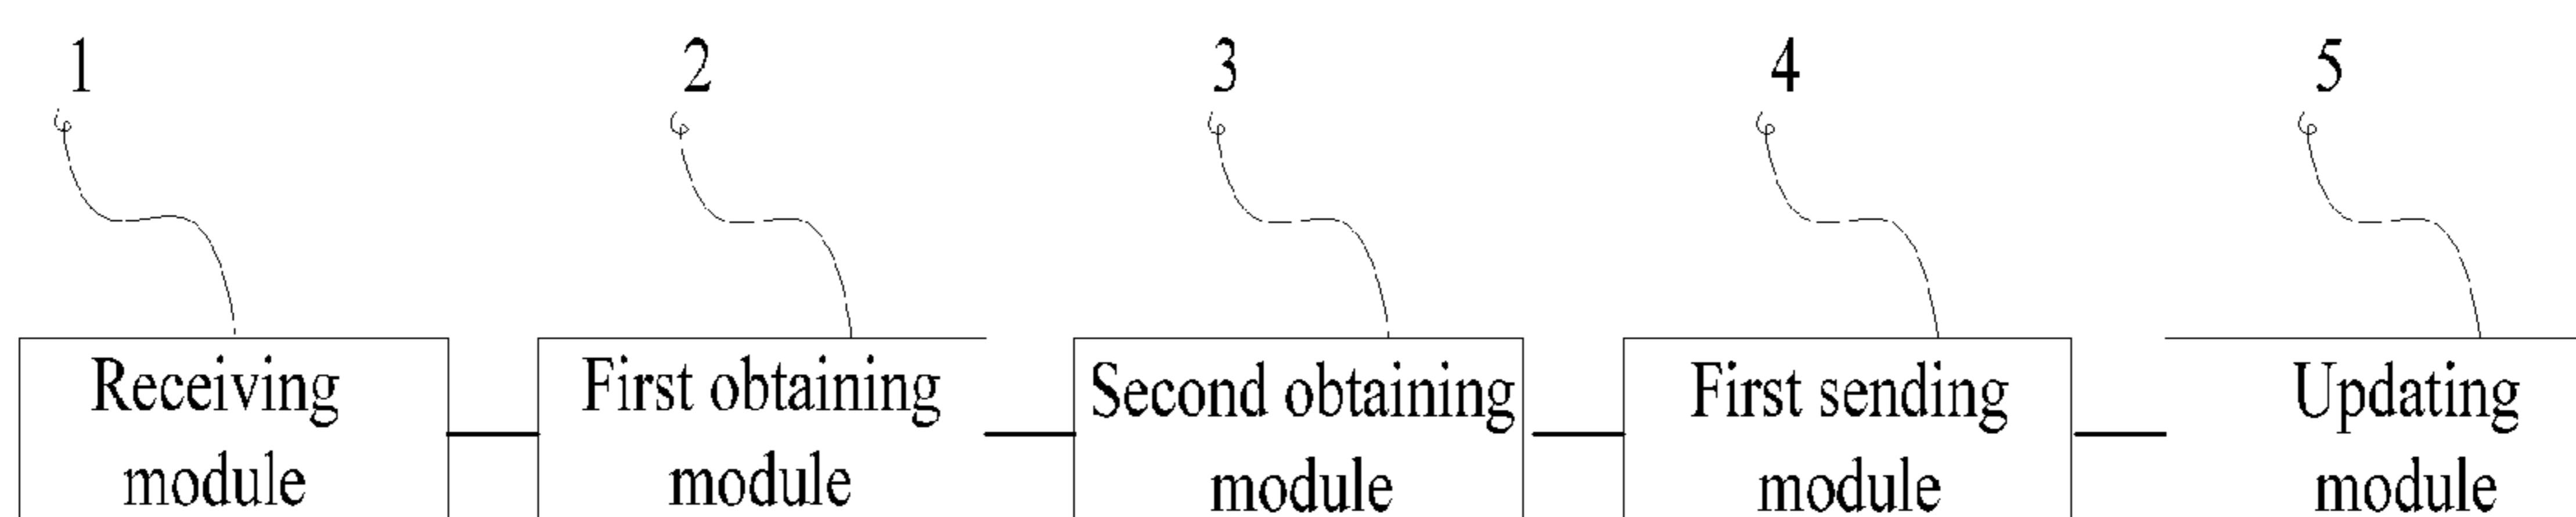 1 2 3 4 5
Receiving First obtaining Second obtaining First sending Updating
module module module module module